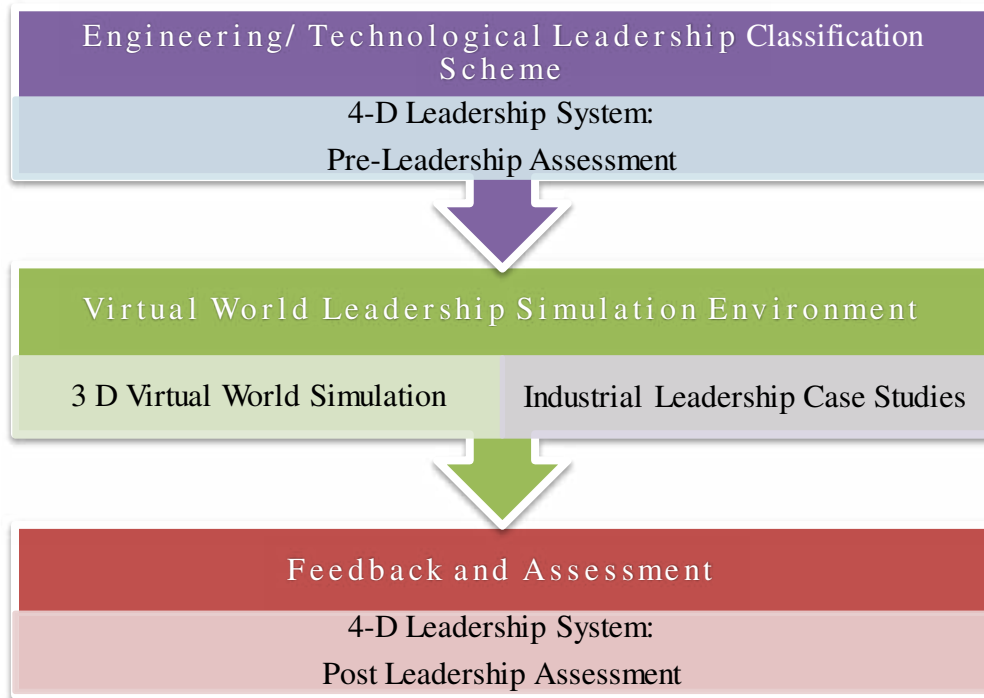 Engineering/ Technological Leadership Classification
Scheme
4-D Leadership System:
Pre-Leadership Assessment
Virtual World Leadership Simulation Environment
3 D Virtual World Simulation
Industrial Leadership Case Studies
Feedback and Assessment
4-D Leadership System:
Post Leadership Assessment